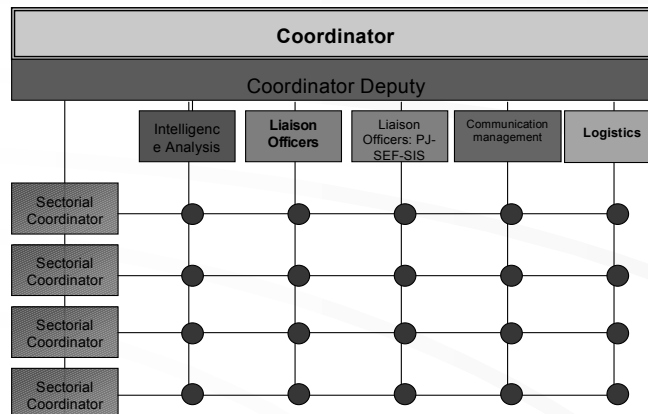 Coordinator
Coordinator Deputy
Intelligenc
e Analysis
Liaison
Officers
Liaison
Officers: PJ-
SEF-SIS
Communication
management
Logistics
Sectorial
Coordinator
Sectorial
Coordinator
Sectorial
Coordinator
Sectorial
Coordinator